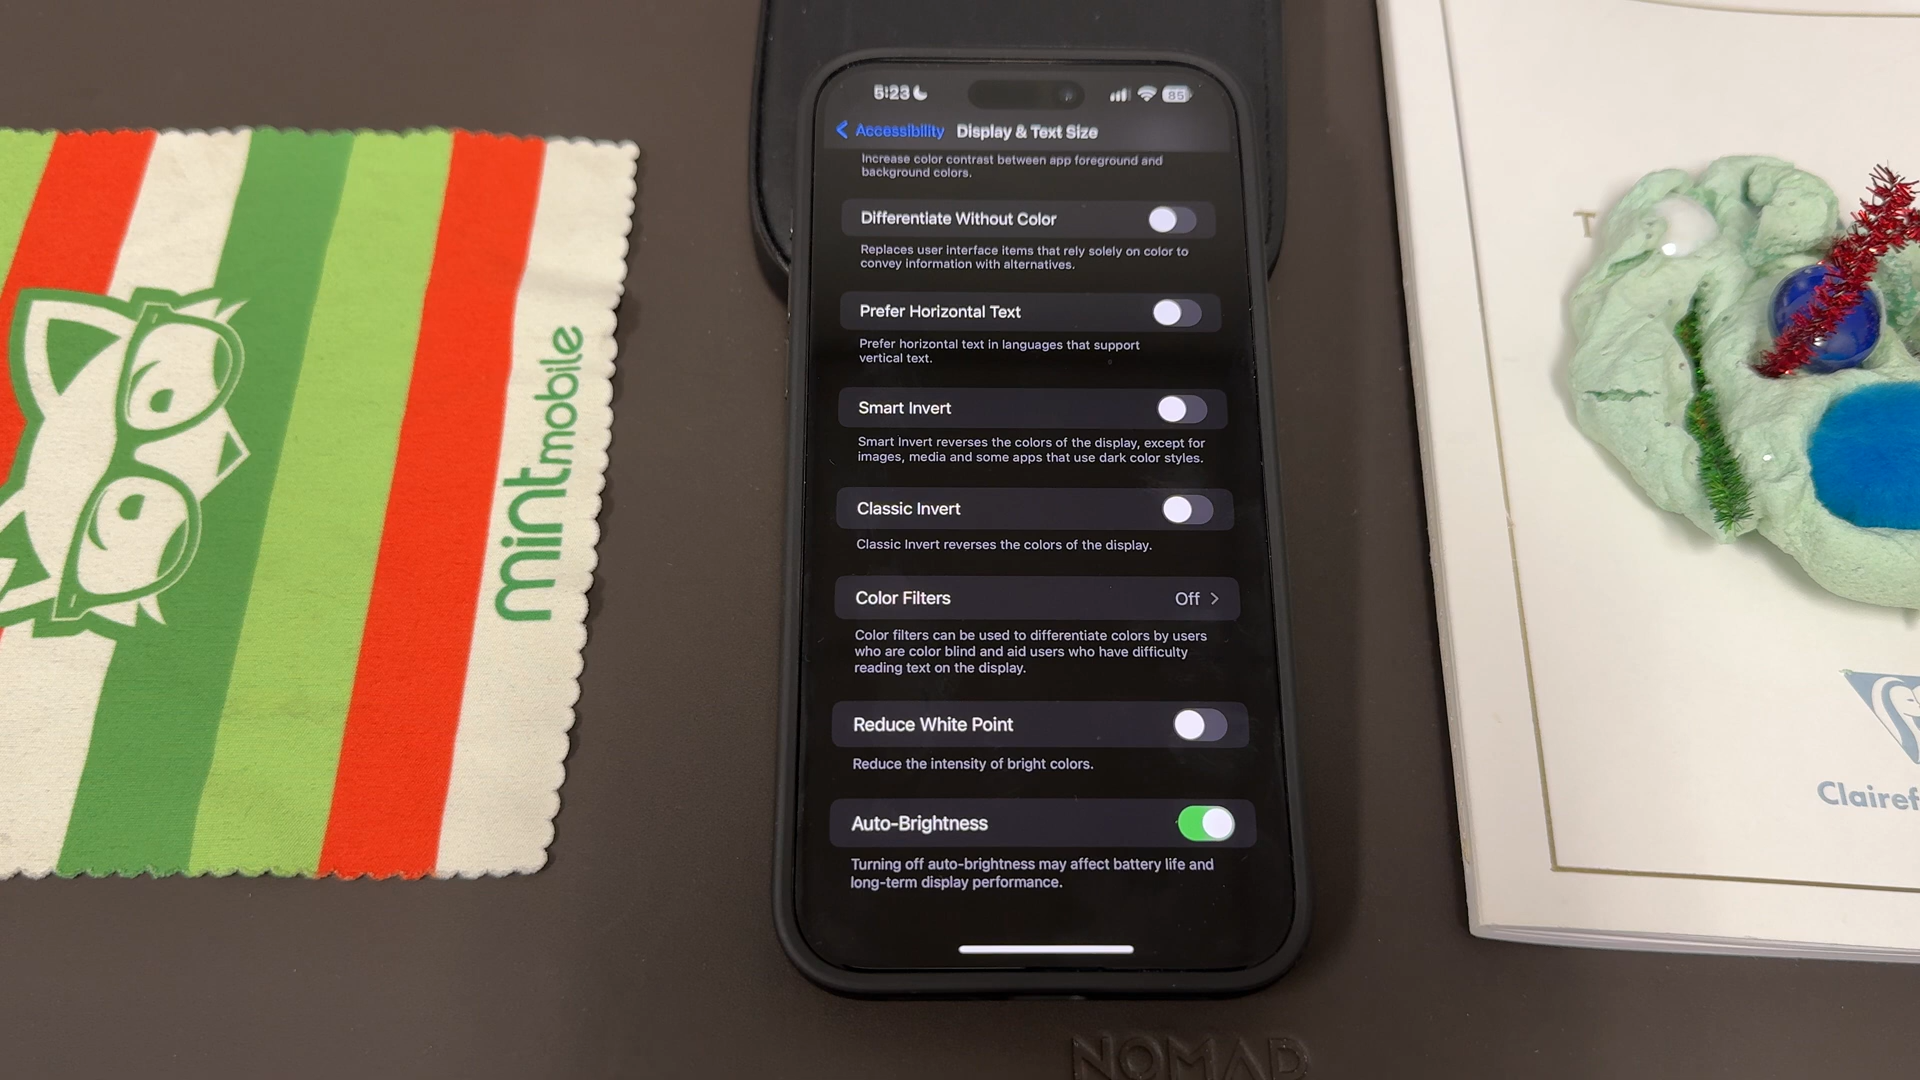 mint mobile
5:23
85
Accessibility Display & Text Size
Increase color contrast between app foreground and
background colors.
Differentiate Without Color
Replaces user interface items that rely solely on color to
convey information with alternatives.
Prefer Horizontal Text
Prefer horizontal text in languages that support
vertical text.
Smart Invert
Smart Invert reverses the colors of the display, except for
images, media and some apps that use dark color styles.
Classic Invert
Classic Invert reverses the colors of the display.
Color Filters Off
Color filters can be used to differentiate colors by users
who are color blind and aid users who have difficulty
reading text on the display.
Reduce White Point
Reduce the intensity of bright colors.
Auto-Brightness
Turning off auto-brightness may affect battery life and
long-term display performance.
NOMAD
T
Clairef